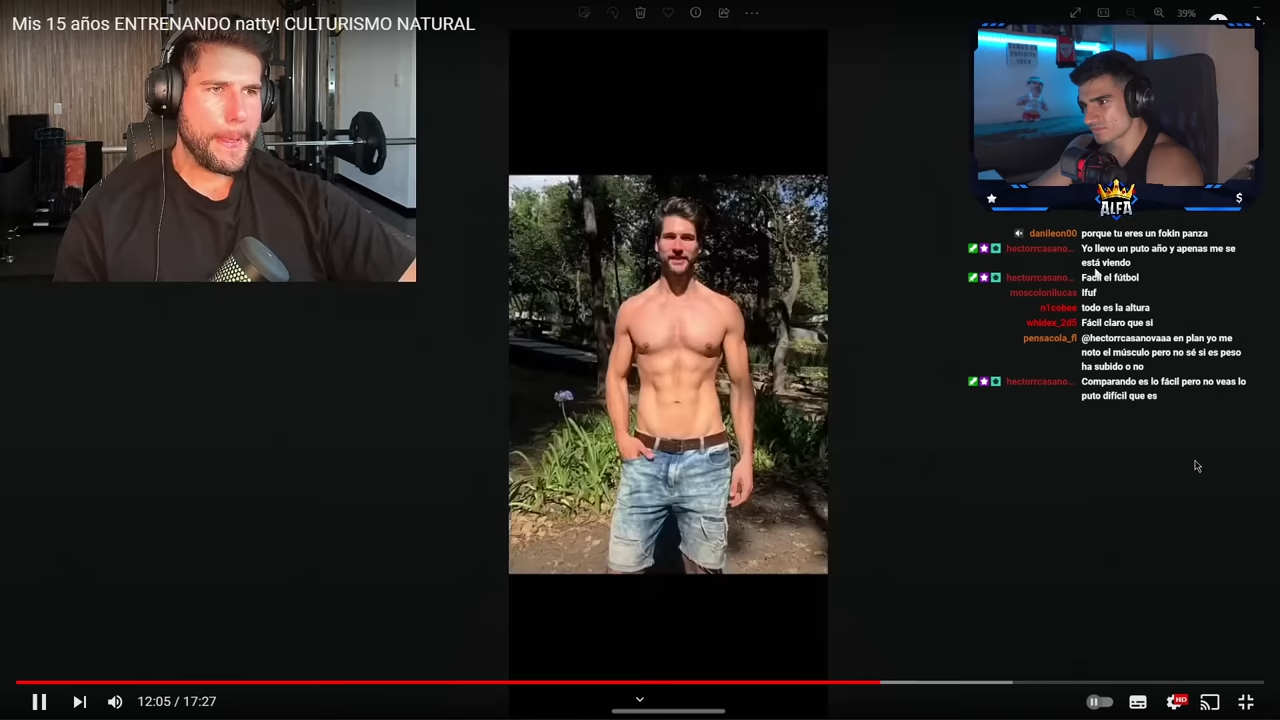 Mis 15 años ENTRENANDO natty! CULTURISMO NATURAL
39%
ALFA
$
danileon00 porque tu eres un fokin panza
hectorrcasano... Yo llevo un puto año y apenas me se
está viendo
hectorrcasano... Facil el fútbol
moscolonilucas Ifuf
n1cobee todo es la altura
whidex_2d5 Fácil claro que si
pensacola_fl @hectorrcasanovaaa en plan yo me
noto el músculo pero no sé si es peso
ha subido o no
hectorrcasano... Comparando es lo fácil pero no veas lo
puto difícil que es
12:05 / 17:27
HD